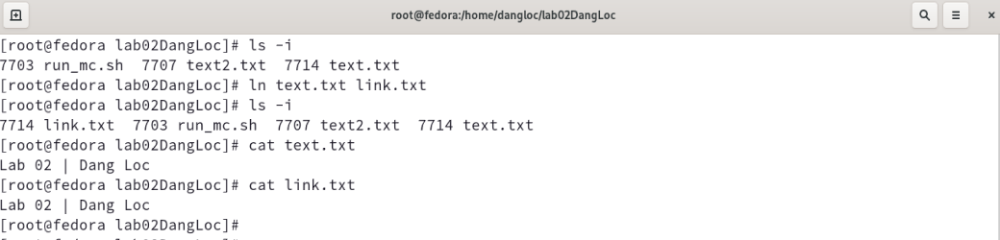 root@fedora:/home/dangloc/lab02DangLoc
[root@fedora lab02DangLoc]# ls -i
7703 run_mc.sh  7707 text2.txt  7714 text.txt
[root@fedora lab02DangLoc]# ln text.txt link.txt
[root@fedora lab02DangLoc]# ls -i
7714 link.txt  7703 run_mc.sh  7707 text2.txt  7714 text.txt
[root@fedora lab02DangLoc]# cat text.txt
Lab 02 | Dang Loc
[root@fedora lab02DangLoc]# cat link.txt
Lab 02 | Dang Loc
[root@fedora lab02DangLoc]#